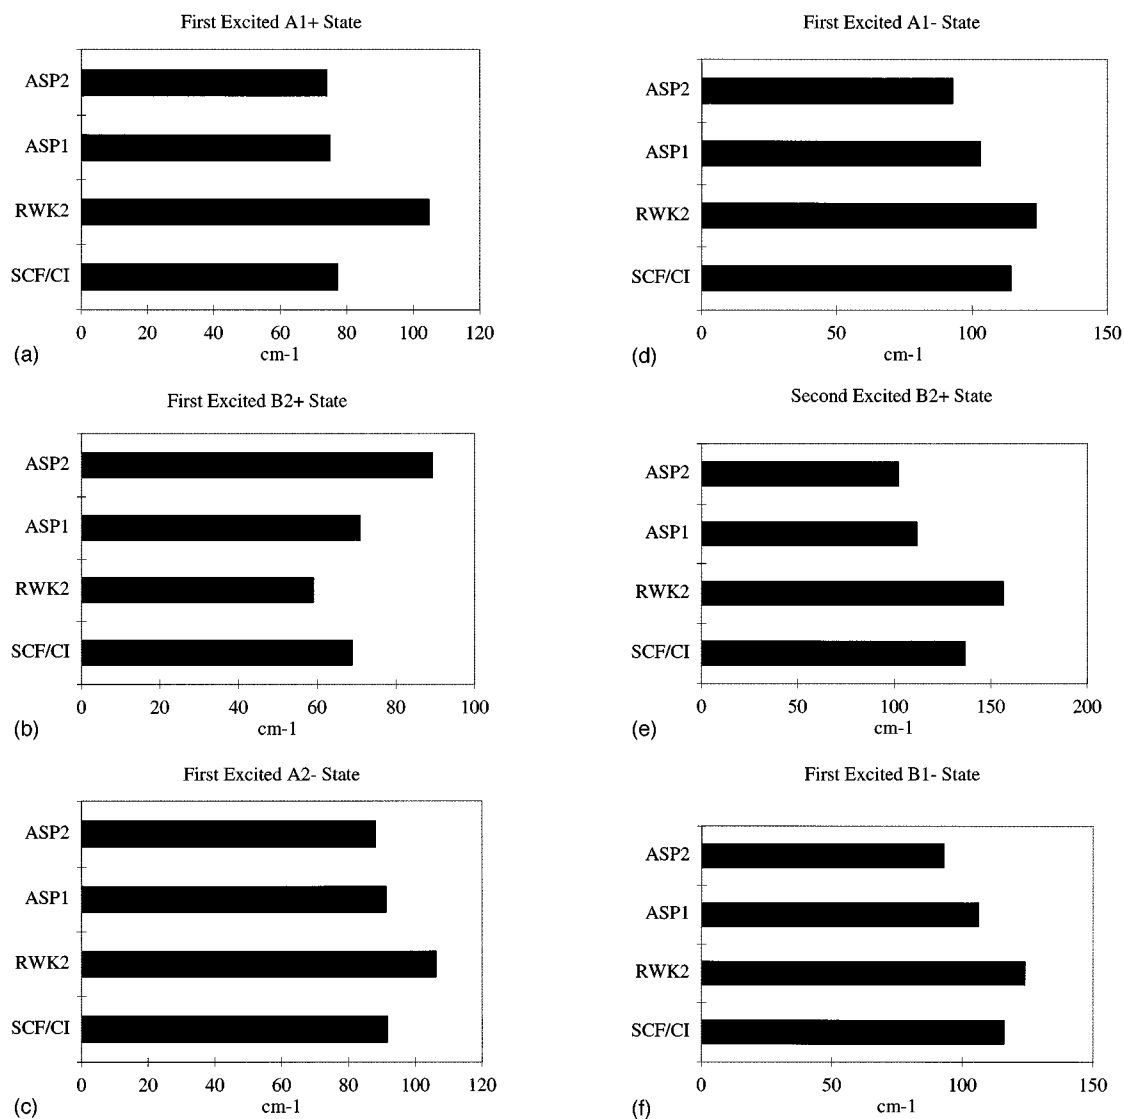 First Excited A1+ State
ASP2
ASP1
RWK2
SCF/CI
0 20 40 60 80 100 120
cm-1
(a)
First Excited B2+ State
ASP2
ASP1
RWK2
SCF/CI
0 20 40 60 80 100
cm-1
(b)
First Excited A2- State
ASP2
ASP1
RWK2
SCF/CI
0 20 40 60 80 100 120
cm-1
(c)
First Excited A1- State
ASP2
ASP1
RWK2
SCF/CI
0 50 100 150
cm-1
(d)
Second Excited B2+ State
ASP2
ASP1
RWK2
SCF/CI
0 50 100 150 200
cm-1
(e)
First Excited B1- State
ASP2
ASP1
RWK2
SCF/CI
0 50 100 150
cm-1
(f)